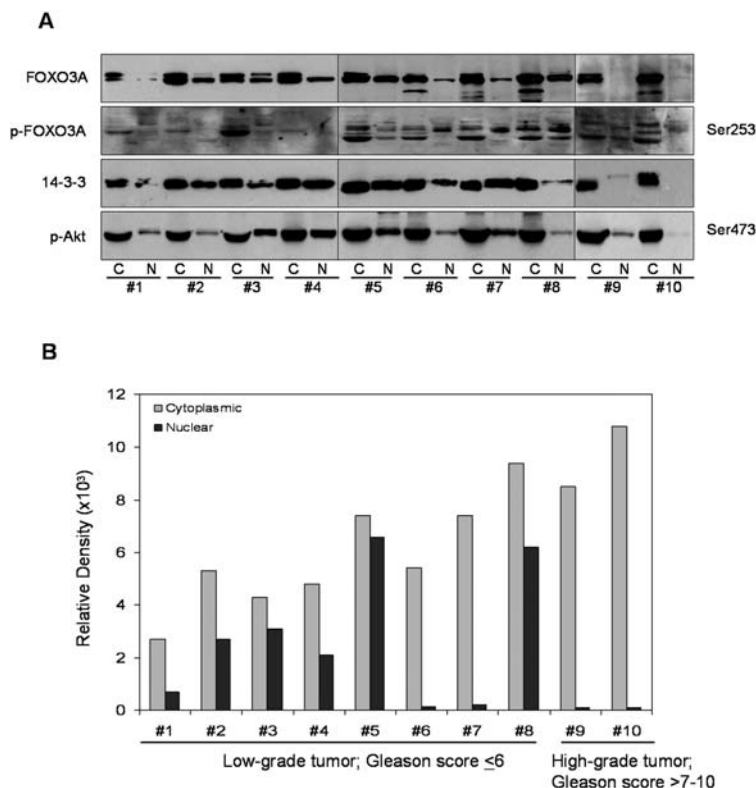 A
FOXO3A
p-FOXO3A Ser253
14-3-3
p-Akt Ser473
C N C N C N C N C N C N C N C N C N C N
#1 #2 #3 #4 #5 #6 #7 #8 #9 #10
B
12
Cytoplasmic
Nuclear
10
8
6
4
2
0
Relative Density (x10³)
#1 #2 #3 #4 #5 #6 #7 #8 #9 #10
Low-grade tumor; Gleason score ≤6
High-grade tumor;
Gleason score >7-10